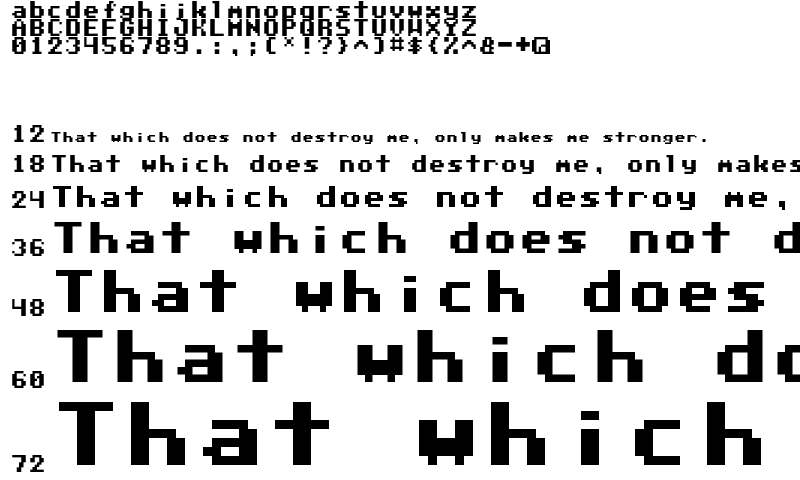 abcdefghijklmnopqrstuvwxyz
ABCDEFGHIJKLMNOPQRSTUVWXYZ
0123456789.:,;(*!?}^)#${%^&-+@
12 That which does not destroy me, only makes me stronger.
18 That which does not destroy me, only makes
24 That which does not destroy me,
36 That which does not d
48 That which does
60 That which do
72 That which